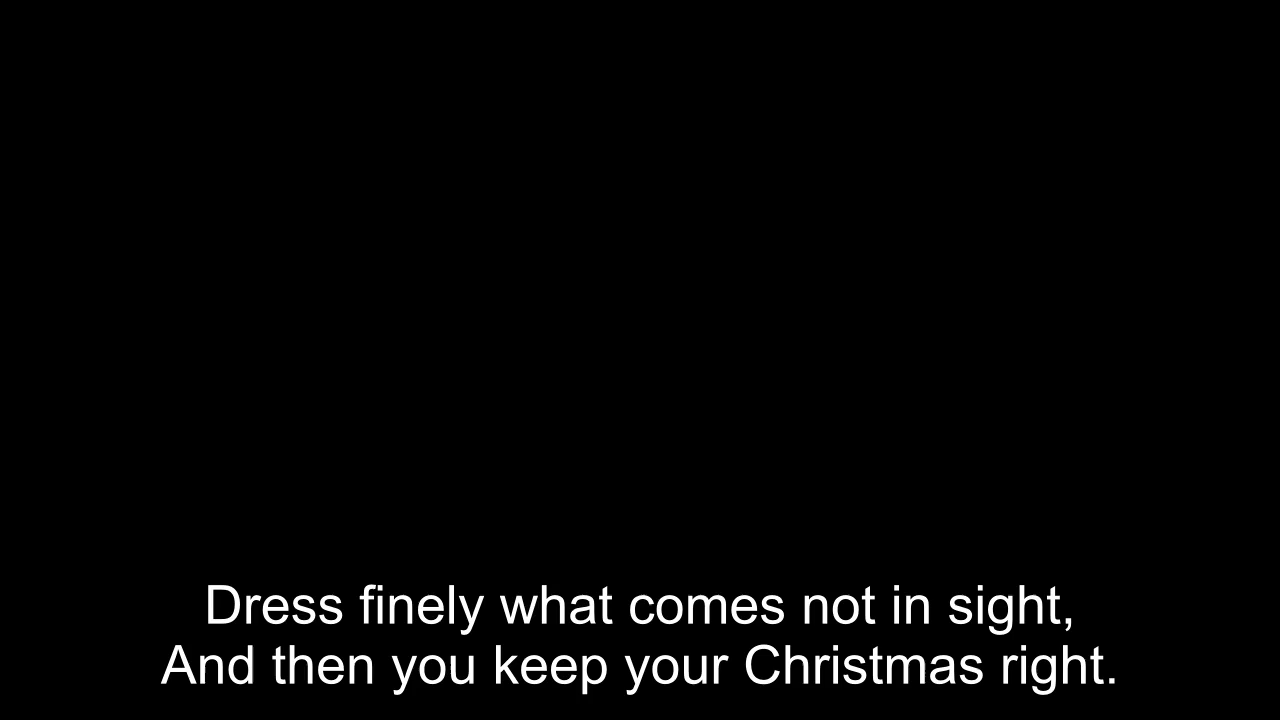 Dress finely what comes not in sight,
And then you keep your Christmas right.